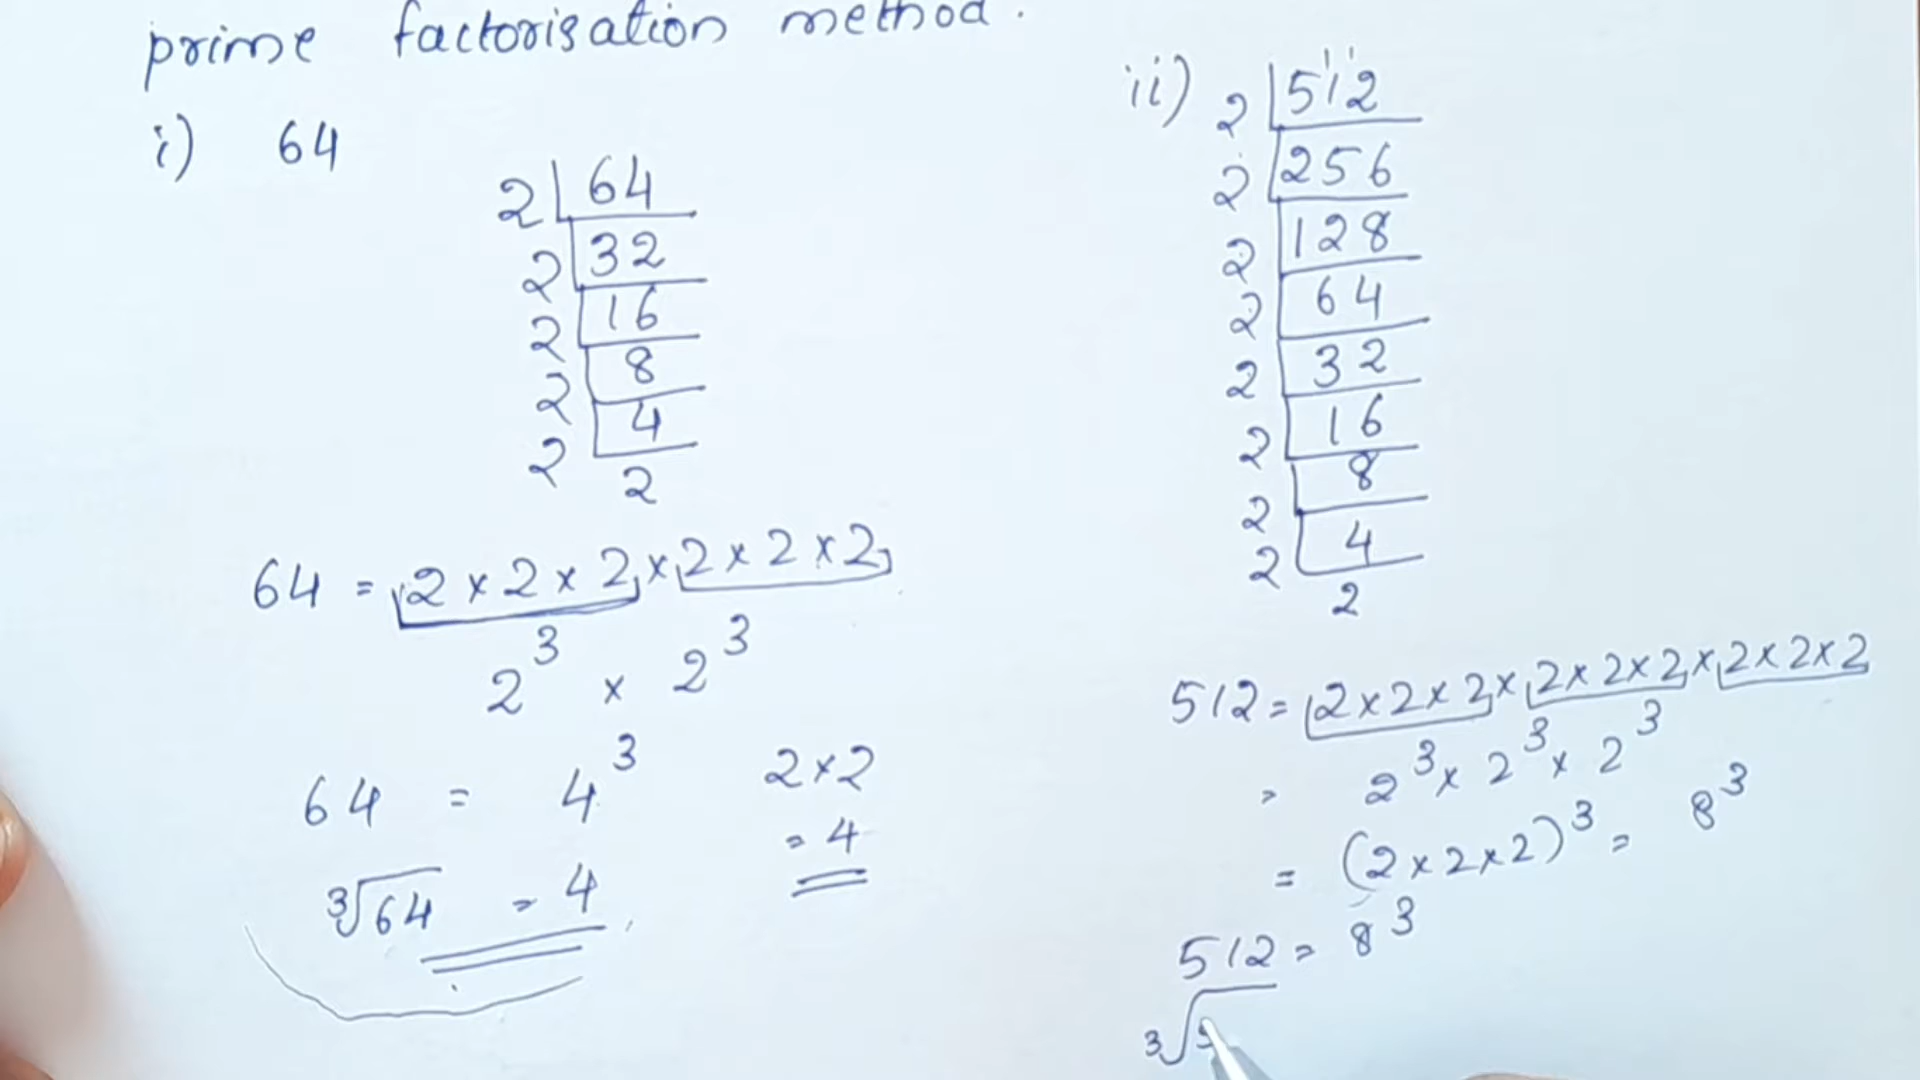 prime factorisation method.
i) 64
2 | 64
2 | 32
2 | 16
2 | 8
2 | 4
2
64 = 2 × 2 × 2 × 2 × 2 × 2
2³ × 2³
64 = 4³
2×2
= 4
∛64 = 4
ii) 2 | 512
2 | 256
2 | 128
2 | 64
2 | 32
2 | 16
2 | 8
2 | 4
2
512 = 2×2×2×2×2×2×2×2×2
= 2³ × 2³ × 2³
= (2×2×2)³ = 8³
512 = 8³
∛5